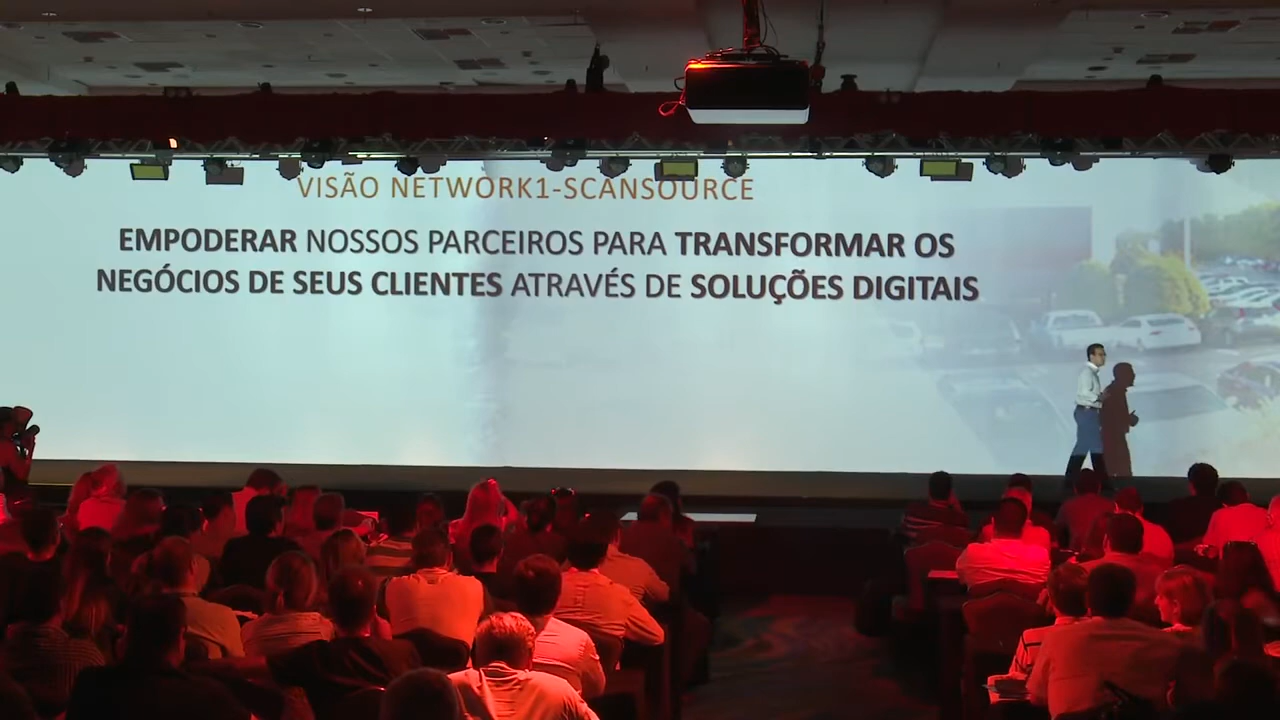 VISÃO NETWORK1-SCANSOURCE
EMPODERAR NOSSOS PARCEIROS PARA TRANSFORMAR OS
NEGÓCIOS DE SEUS CLIENTES ATRAVÉS DE SOLUÇÕES DIGITAIS